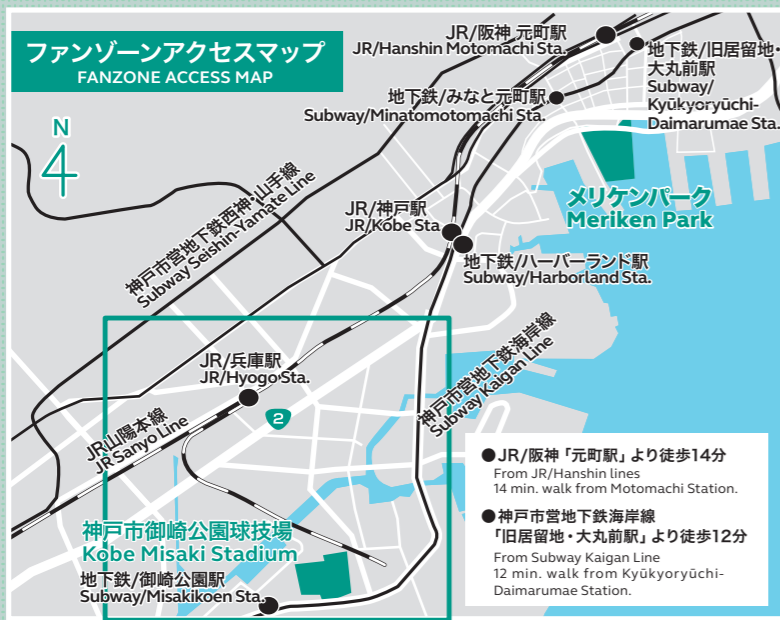 ファンゾーンアクセスマップ
FANZONE ACCESS MAP
N
JR/阪神 元町駅
JR/Hanshin Motomachi Sta.
地下鉄/旧居留地・
大丸前駅
Subway/
Kyūkyoryūchi-
Daimarumae Sta.
地下鉄/みなと元町駅
Subway/Minatomotomachi Sta.
メリケンパーク
Meriken Park
神戸市営地下鉄西神・山手線
Subway Seishin-Yamate Line
JR/神戸駅
JR/Kobe Sta.
地下鉄/ハーバーランド駅
Subway/Harborland Sta.
神戸市営地下鉄海岸線
Subway Kaigan Line
JR/兵庫駅
JR/Hyogo Sta.
2
JR山陽本線
JR Sanyo Line
神戸市御崎公園球技場
Kobe Misaki Stadium
地下鉄/御崎公園駅
Subway/Misakikoen Sta.
●JR/阪神「元町駅」より徒歩14分
From JR/Hanshin lines
14 min. walk from Motomachi Station.
●神戸市営地下鉄海岸線
「旧居留地・大丸前駅」より徒歩12分
From Subway Kaigan Line
12 min. walk from Kyūkyoryūchi-
Daimarumae Station.